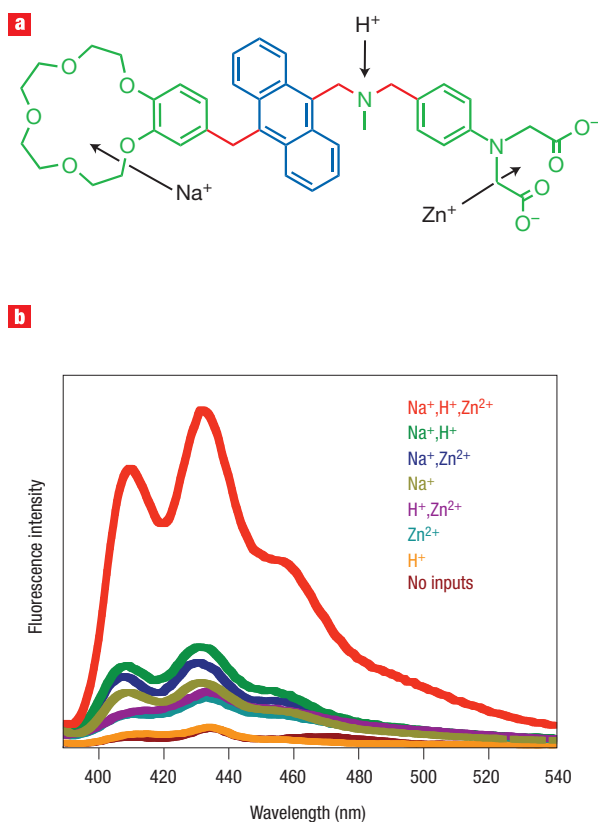 a
H⁺
O
O
O
O
O
N
N
O⁻
O
O
O⁻
Na⁺
Zn⁺
b
Na⁺,H⁺,Zn²⁺
Na⁺,H⁺
Na⁺,Zn²⁺
Na⁺
H⁺,Zn²⁺
Zn²⁺
H⁺
No inputs
Fluorescence intensity
400 420 440 460 480 500 520 540
Wavelength (nm)